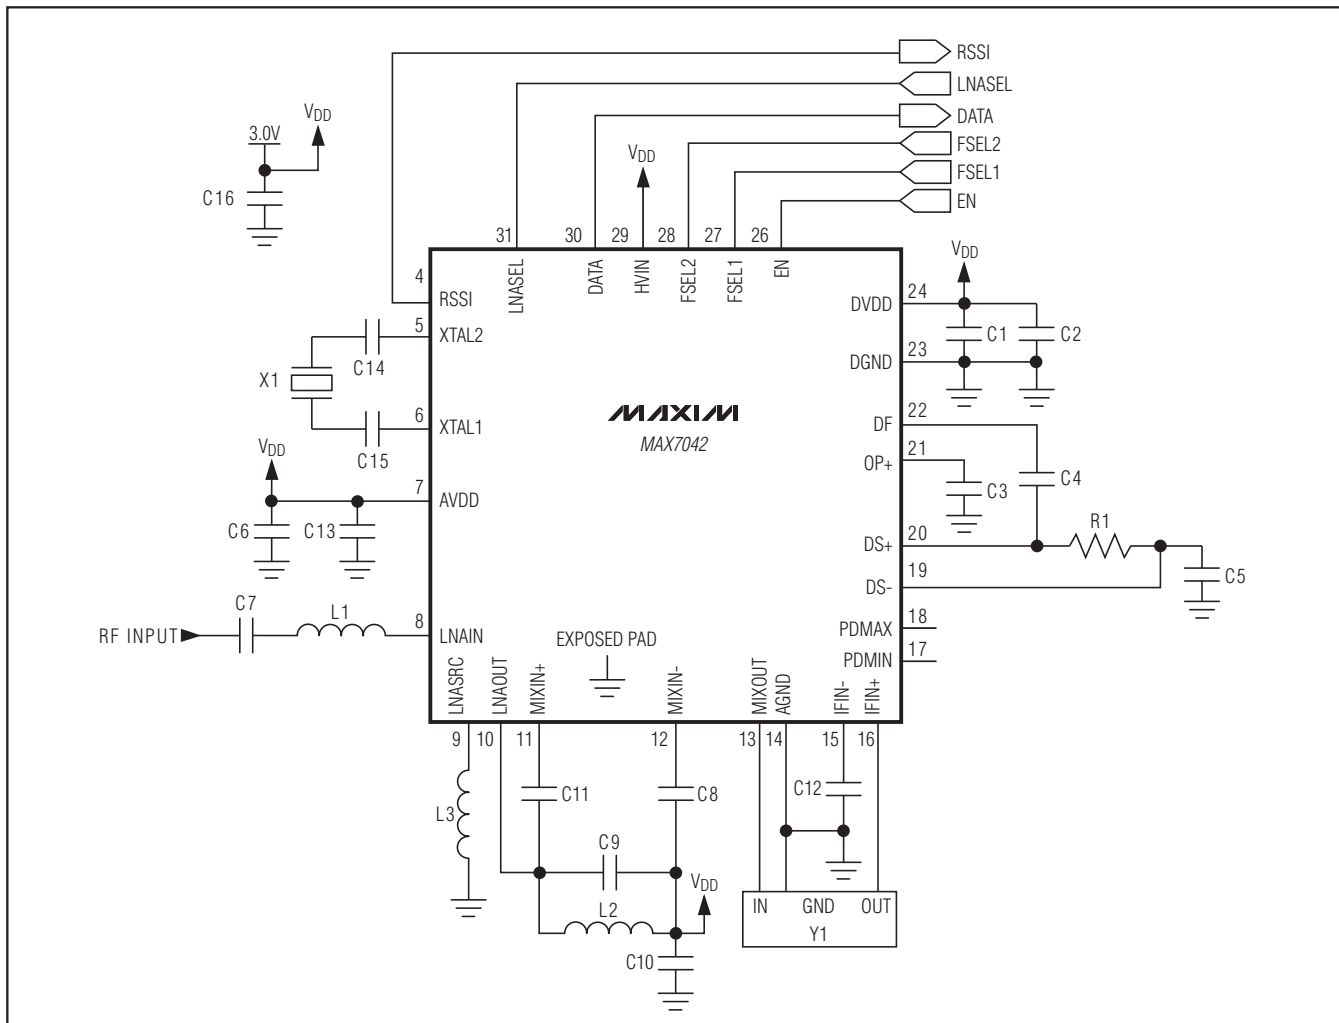 RSSI
LNASEL
DATA
FSEL2
FSEL1
EN
3.0V
VDD
C16
VDD
31
30
29
28
27
26
LNASEL
DATA
HVIN
FSEL2
FSEL1
EN
4
RSSI
5
XTAL2
C14
X1
6
XTAL1
C15
VDD
7
AVDD
C6
C13
C7
L1
RF INPUT
8
LNAIN
MAXIM
MAX7042
VDD
24
DVDD
C1
C2
23
DGND
22
DF
21
OP+
C3
C4
R1
20
DS+
19
DS-
C5
18
PDMAX
17
PDMIN
EXPOSED PAD
LNASRC
LNAOUT
MIXIN+
MIXIN-
MIXOUT
AGND
IFIN-
IFIN+
9
10
11
12
13
14
15
16
L3
C11
C8
C12
C9
L2
VDD
C10
IN
GND
OUT
Y1